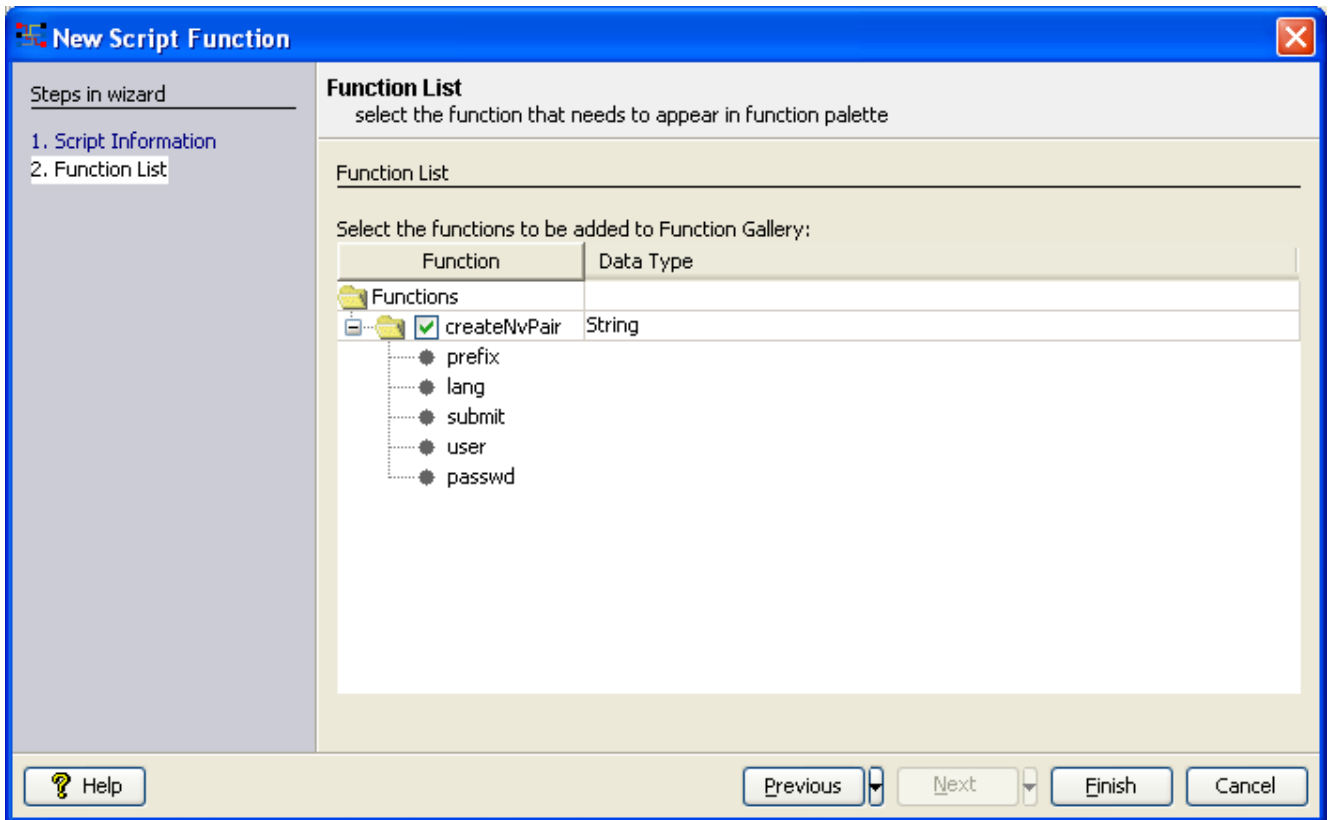 New Script Function
Steps in wizard
1. Script Information
2. Function List
Function List
select the function that needs to appear in function palette
Function List
Select the functions to be added to Function Gallery:
Function Data Type
Functions
createNvPair String
prefix
lang
submit
user
passwd
? Help Previous Next Finish Cancel